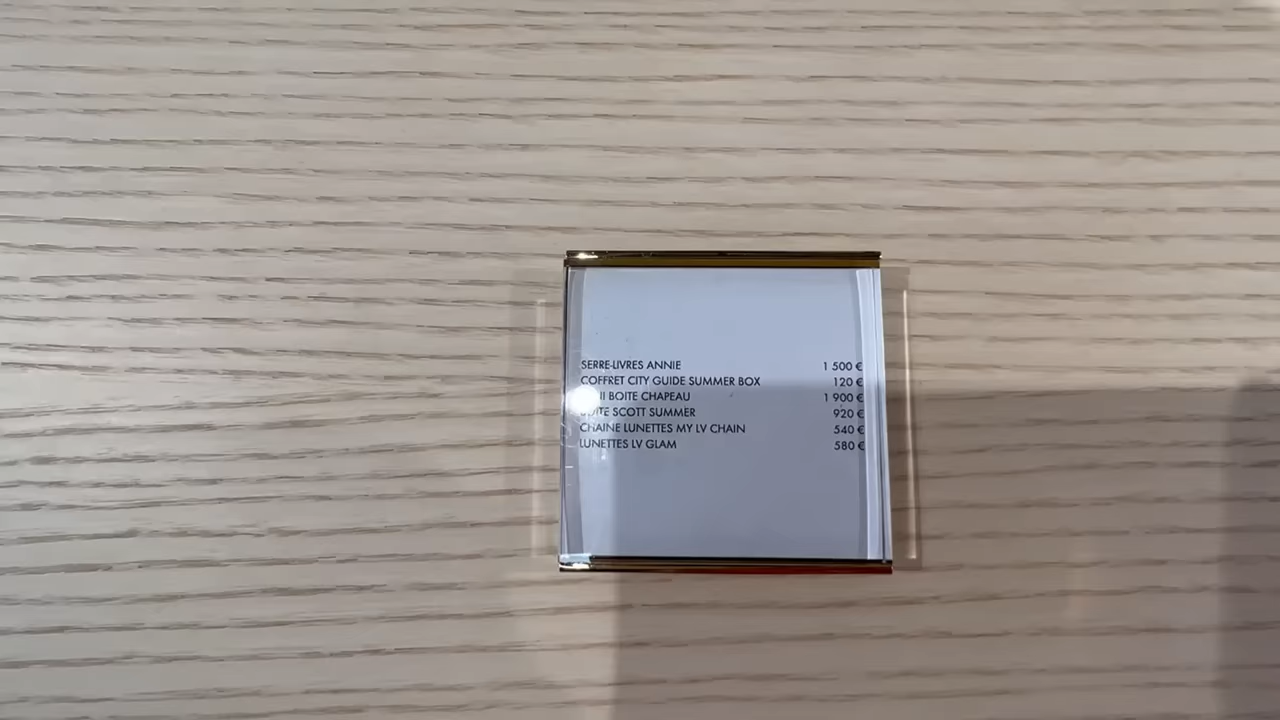 SERRE-LIVRES ANNIE 1 500 €
COFFRET CITY GUIDE SUMMER BOX 120 €
BOITE CHAPEAU 1 900 €
SCOTT SUMMER 920 €
CHAINE LUNETTES MY LV CHAIN 540 €
LUNETTES LV GLAM 580 €